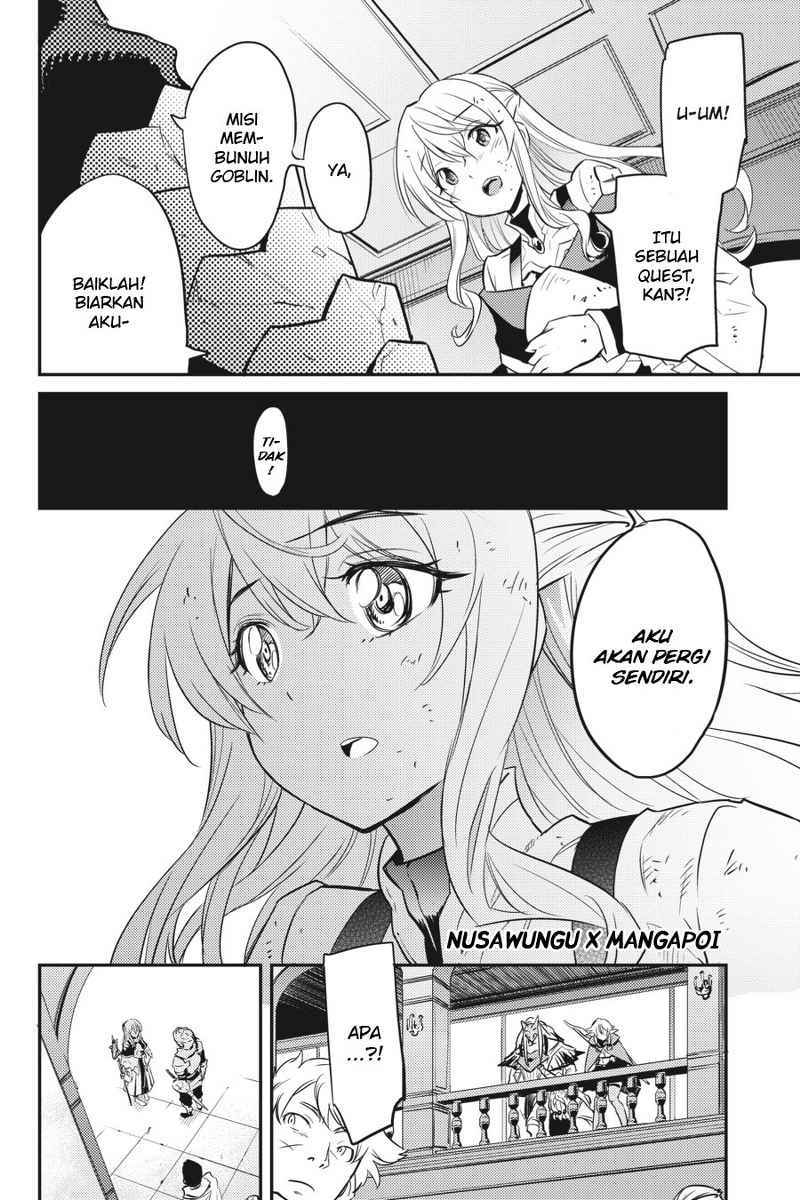 U-UM!
ITU
SEBUAH
QUEST,
KAN?!
YA,
MISI
MEM-
BUNUH
GOBLIN.
BAIKLAH!
BIARKAN
AKU-
TI-
DAK
!
AKU
AKAN PERGI
SENDIRI.
NUSAWUNGU X MANGAPOI
APA
...?!